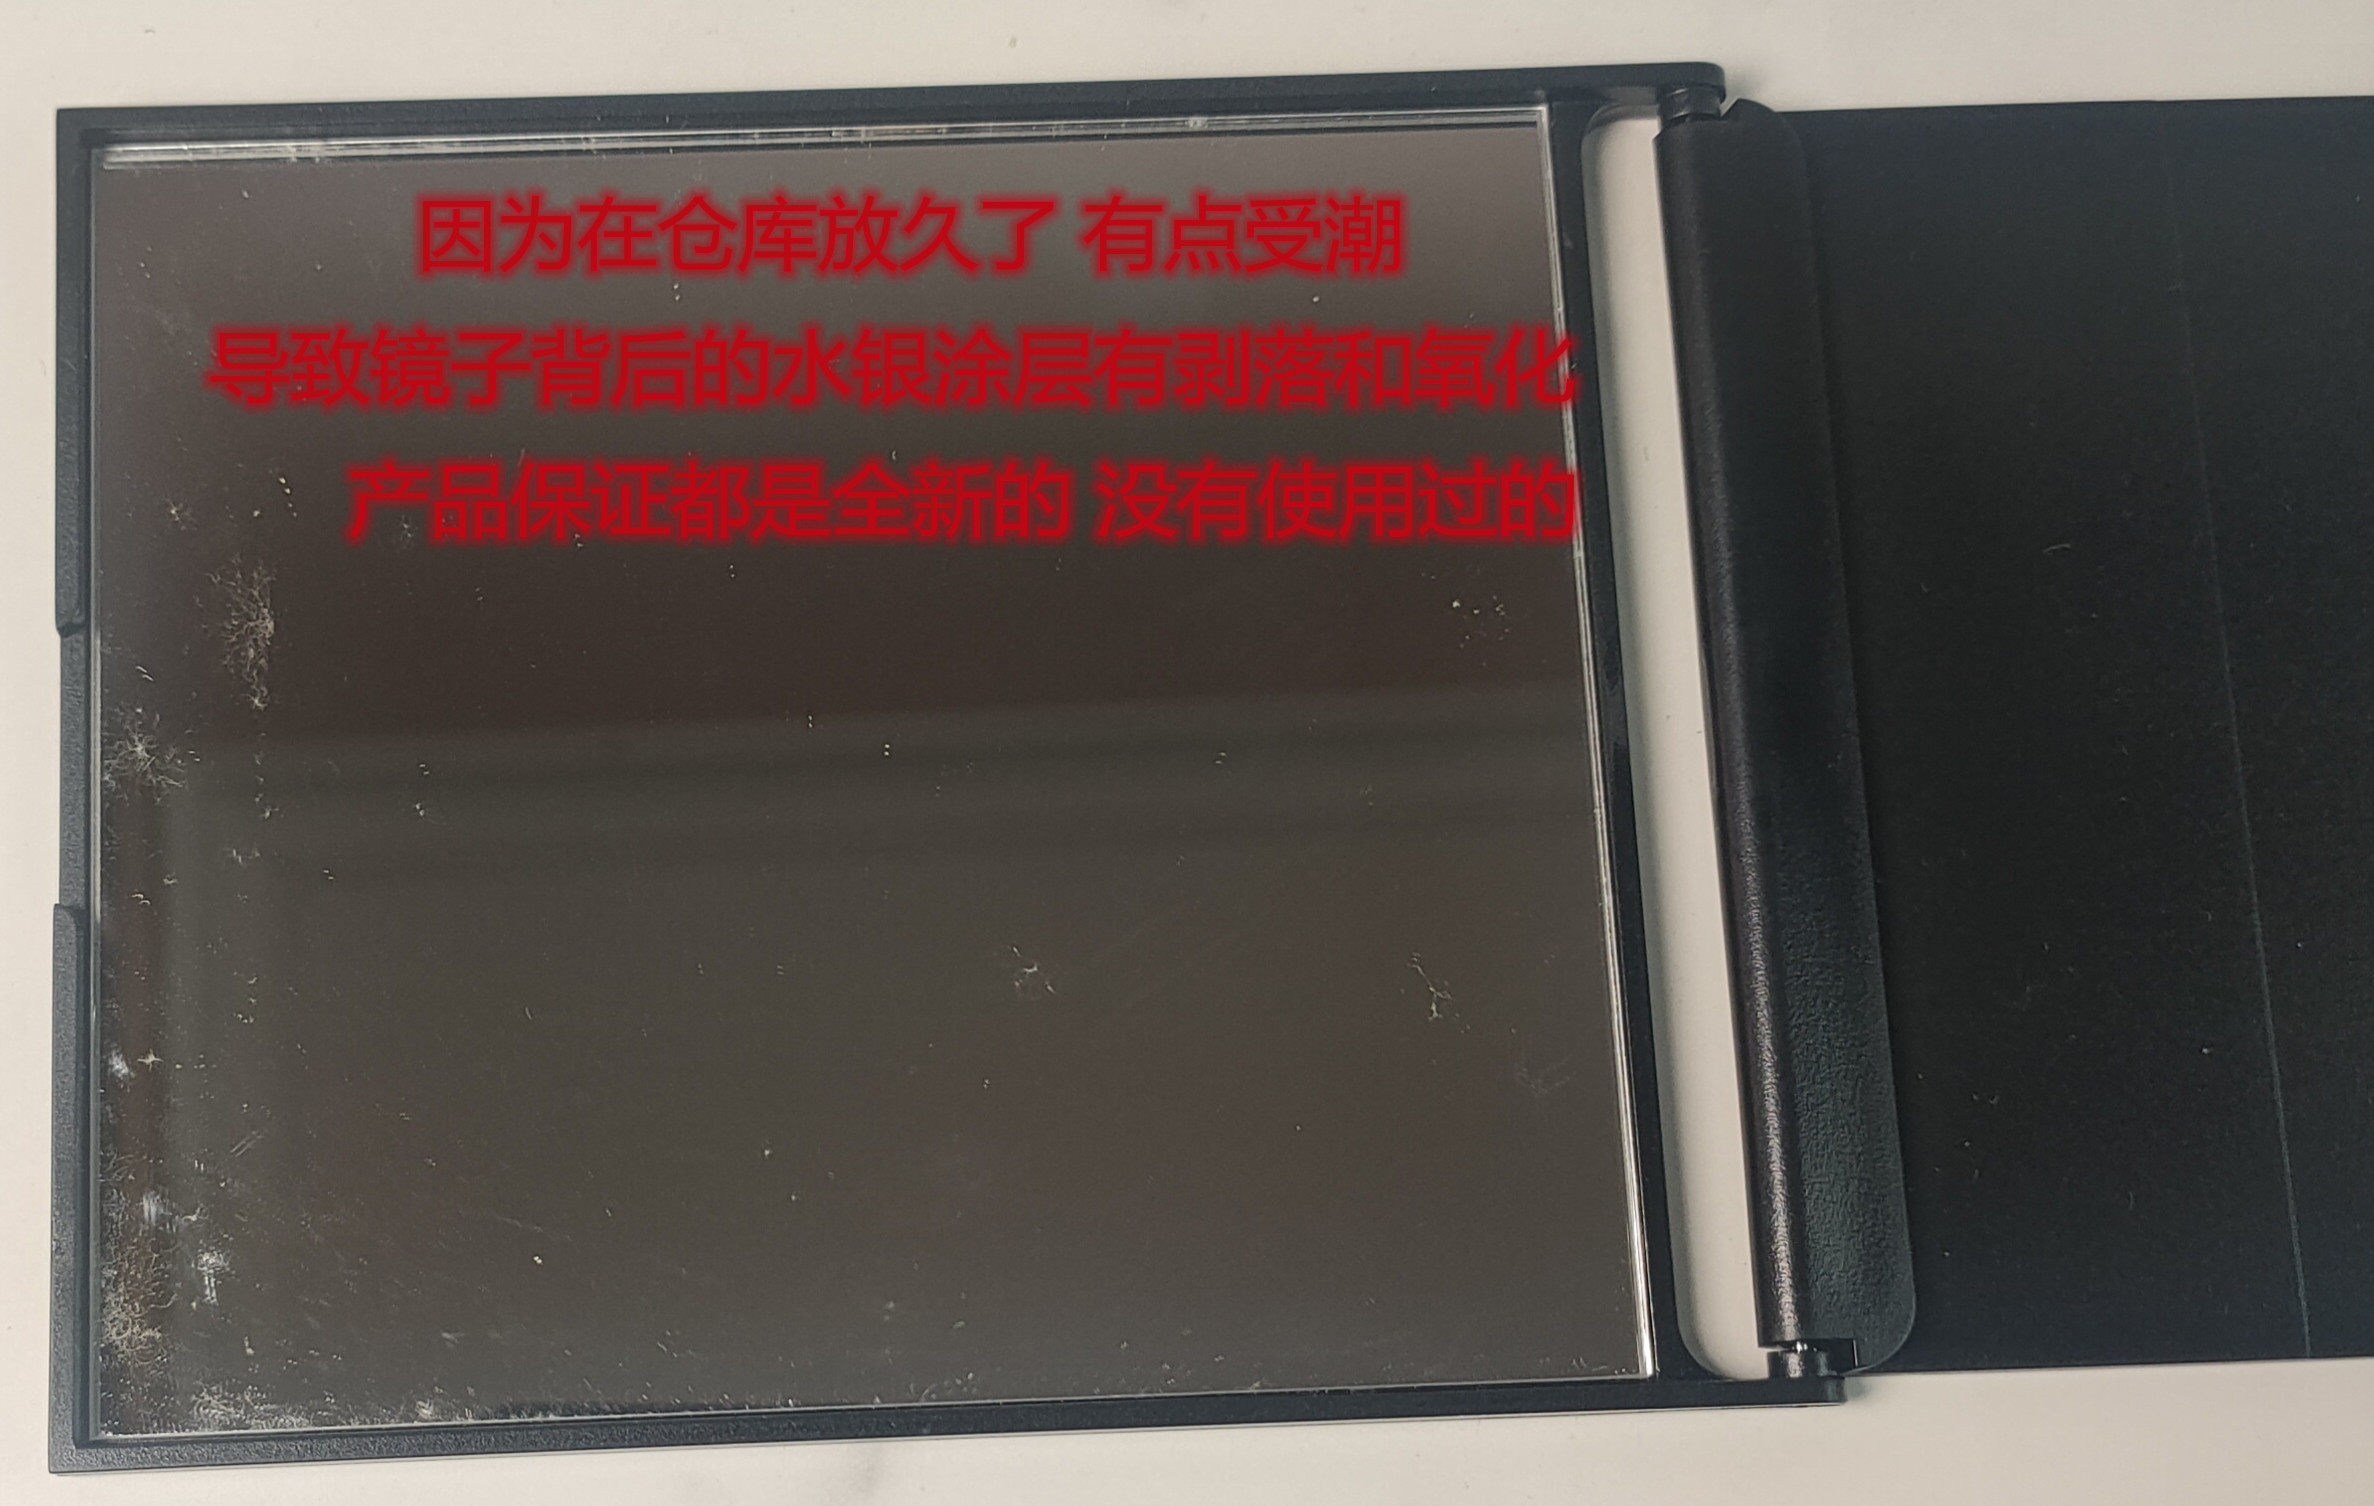 因为在仓库放久了 有点受潮
导致镜子背后的水银涂层有剥落和氧化
产品保证都是全新的 没有使用过的